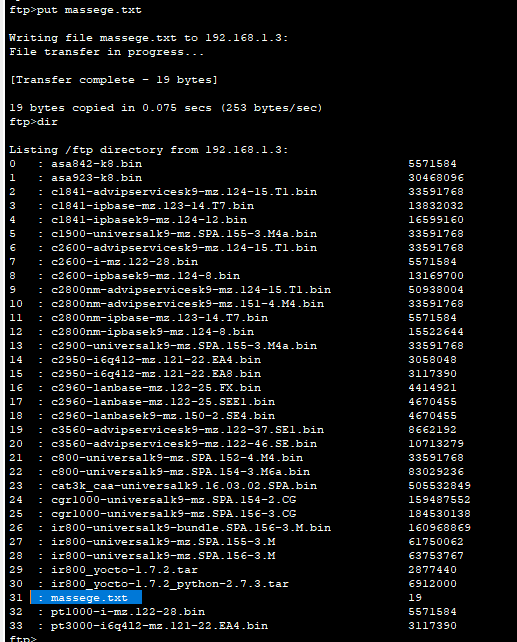 ftp>put massege.txt
Writing file massege.txt to 192.168.1.3:
File transfer in progress...
[Transfer complete - 19 bytes]
19 bytes copied in 0.075 secs (253 bytes/sec)
ftp>dir
Listing /ftp directory from 192.168.1.3:
0 : asa842-k8.bin 5571584
1 : asa923-k8.bin 30468096
2 : c1841-advipservicesk9-mz.124-15.T1.bin 33591768
3 : c1841-ipbase-mz.123-14.T7.bin 13832032
4 : c1841-ipbasek9-mz.124-12.bin 16599160
5 : c1900-universalk9-mz.SPA.155-3.M4a.bin 33591768
6 : c2600-advipservicesk9-mz.124-15.T1.bin 33591768
7 : c2600-i-mz.122-28.bin 5571584
8 : c2600-ipbasek9-mz.124-8.bin 13169700
9 : c2800nm-advipservicesk9-mz.124-15.T1.bin 50938004
10 : c2800nm-advipservicesk9-mz.151-4.M4.bin 33591768
11 : c2800nm-ipbase-mz.123-14.T7.bin 5571584
12 : c2800nm-ipbasek9-mz.124-8.bin 15522644
13 : c2900-universalk9-mz.SPA.155-3.M4a.bin 33591768
14 : c2950-i6q4l2-mz.121-22.EA4.bin 3058048
15 : c2950-i6q4l2-mz.121-22.EA8.bin 3117390
16 : c2960-lanbase-mz.122-25.FX.bin 4414921
17 : c2960-lanbase-mz.122-25.SEE1.bin 4670455
18 : c2960-lanbasek9-mz.150-2.SE4.bin 4670455
19 : c3560-advipservicesk9-mz.122-37.SE1.bin 8662192
20 : c3560-advipservicesk9-mz.122-46.SE.bin 10713279
21 : c800-universalk9-mz.SPA.152-4.M4.bin 33591768
22 : c800-universalk9-mz.SPA.154-3.M6a.bin 83029236
23 : cat3k_caa-universalk9.16.03.02.SPA.bin 505532849
24 : cgr1000-universalk9-mz.SPA.154-2.CG 159487552
25 : cgr1000-universalk9-mz.SPA.156-3.CG 184530138
26 : ir800-universalk9-bundle.SPA.156-3.M.bin 160968869
27 : ir800-universalk9-mz.SPA.155-3.M 61750062
28 : ir800-universalk9-mz.SPA.156-3.M 63753767
29 : ir800_yocto-1.7.2.tar 2877440
30 : ir800_yocto-1.7.2_python-2.7.3.tar 6912000
31 : massege.txt 19
32 : pt1000-i-mz.122-28.bin 5571584
33 : pt3000-i6q4l2-mz.121-22.EA4.bin 3117390
ftp>